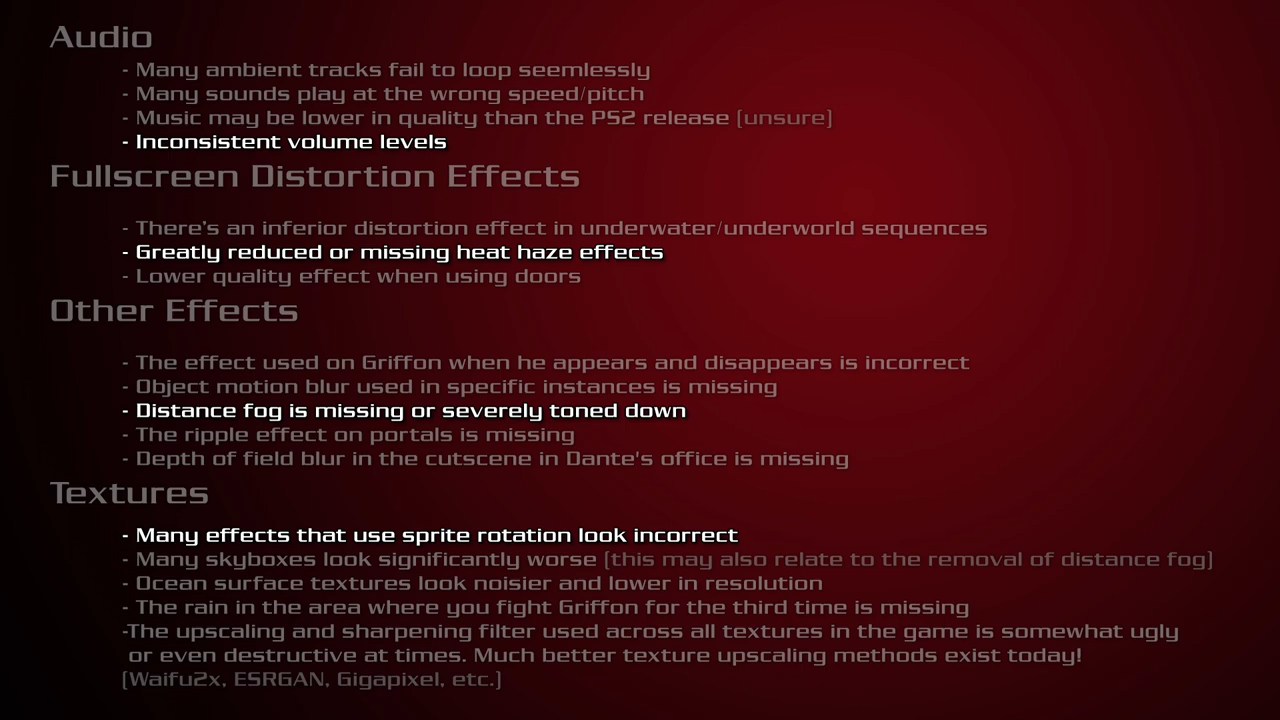 Audio
- Many ambient tracks fail to loop seemlessly
- Many sounds play at the wrong speed/pitch
- Music may be lower in quality than the PS2 release (unsure)
- Inconsistent volume levels
Fullscreen Distortion Effects
- There's an inferior distortion effect in underwater/underworld sequences
- Greatly reduced or missing heat haze effects
- Lower quality effect when using doors
Other Effects
- The effect used on Griffon when he appears and disappears is incorrect
- Object motion blur used in specific instances is missing
- Distance fog is missing or severely toned down
- The ripple effect on portals is missing
- Depth of field blur in the cutscene in Dante's office is missing
Textures
- Many effects that use sprite rotation look incorrect
- Many skyboxes look significantly worse (this may also relate to the removal of distance fog)
- Ocean surface textures look noisier and lower in resolution
- The rain in the area where you fight Griffon for the third time is missing
-The upscaling and sharpening filter used across all textures in the game is somewhat ugly
or even destructive at times. Much better texture upscaling methods exist today!
(Waifu2x, ESRGAN, Gigapixel, etc.)